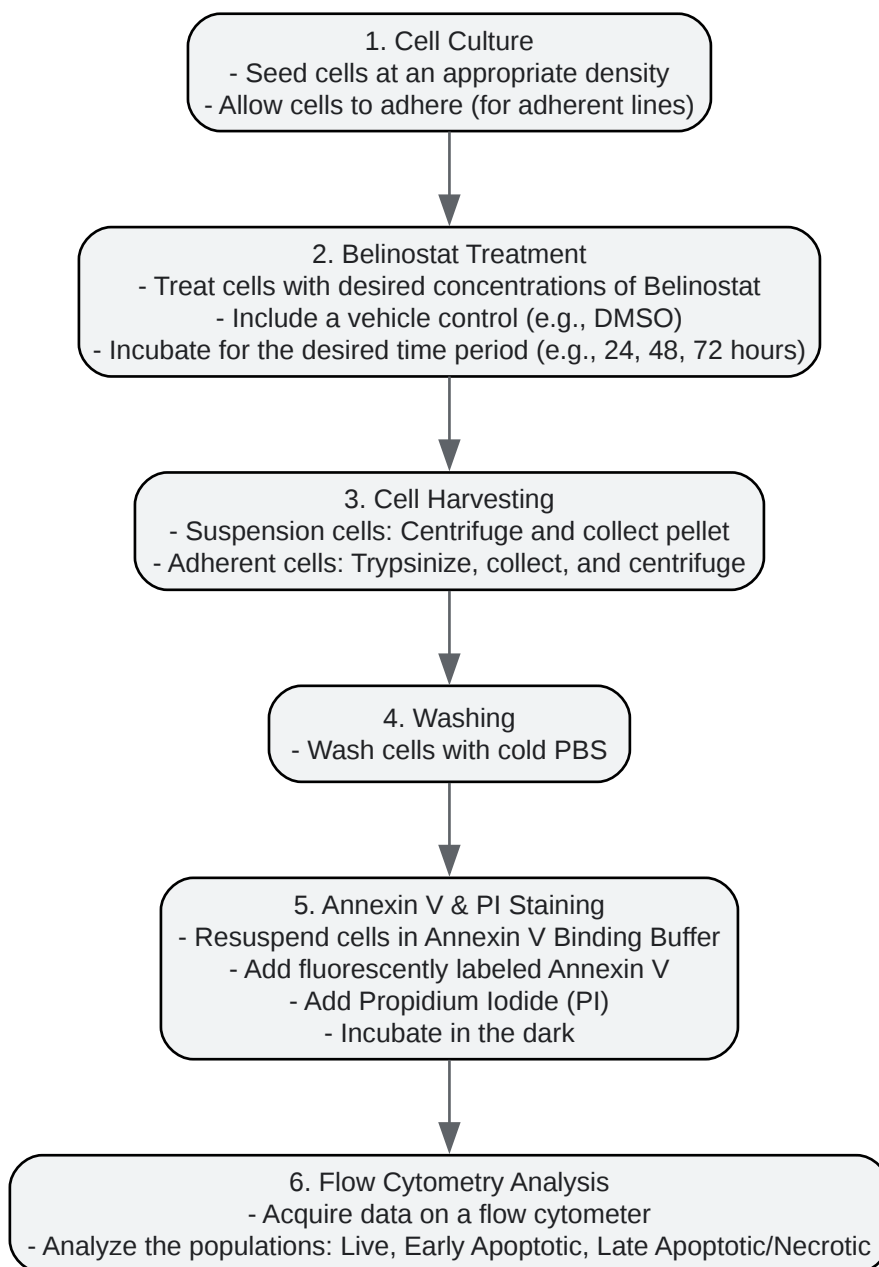 1. Cell Culture
- Seed cells at an appropriate density
- Allow cells to adhere (for adherent lines)
2. Belinostat Treatment
- Treat cells with desired concentrations of Belinostat
- Include a vehicle control (e.g., DMSO)
- Incubate for the desired time period (e.g., 24, 48, 72 hours)
3. Cell Harvesting
- Suspension cells: Centrifuge and collect pellet
- Adherent cells: Trypsinize, collect, and centrifuge
4. Washing
- Wash cells with cold PBS
5. Annexin V & PI Staining
- Resuspend cells in Annexin V Binding Buffer
- Add fluorescently labeled Annexin V
- Add Propidium Iodide (PI)
- Incubate in the dark
6. Flow Cytometry Analysis
- Acquire data on a flow cytometer
- Analyze the populations: Live, Early Apoptotic, Late Apoptotic/Necrotic